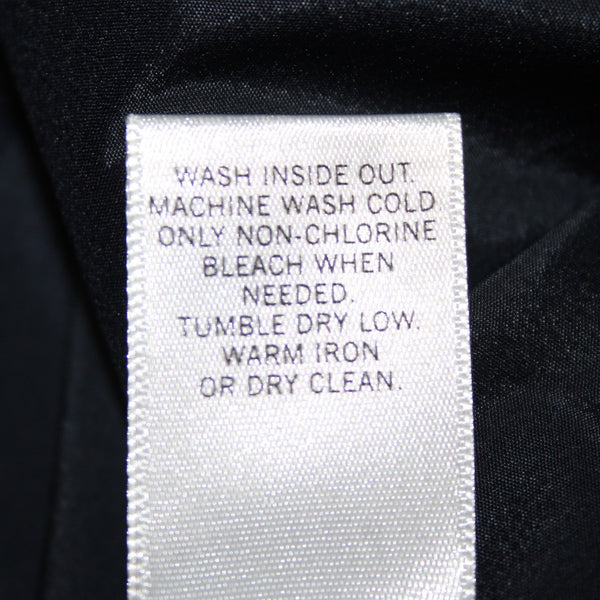 WASH INSIDE OUT.
MACHINE WASH COLD
ONLY NON-CHLORINE
BLEACH WHEN
NEEDED.
TUMBLE DRY LOW.
WARM IRON
OR DRY CLEAN.